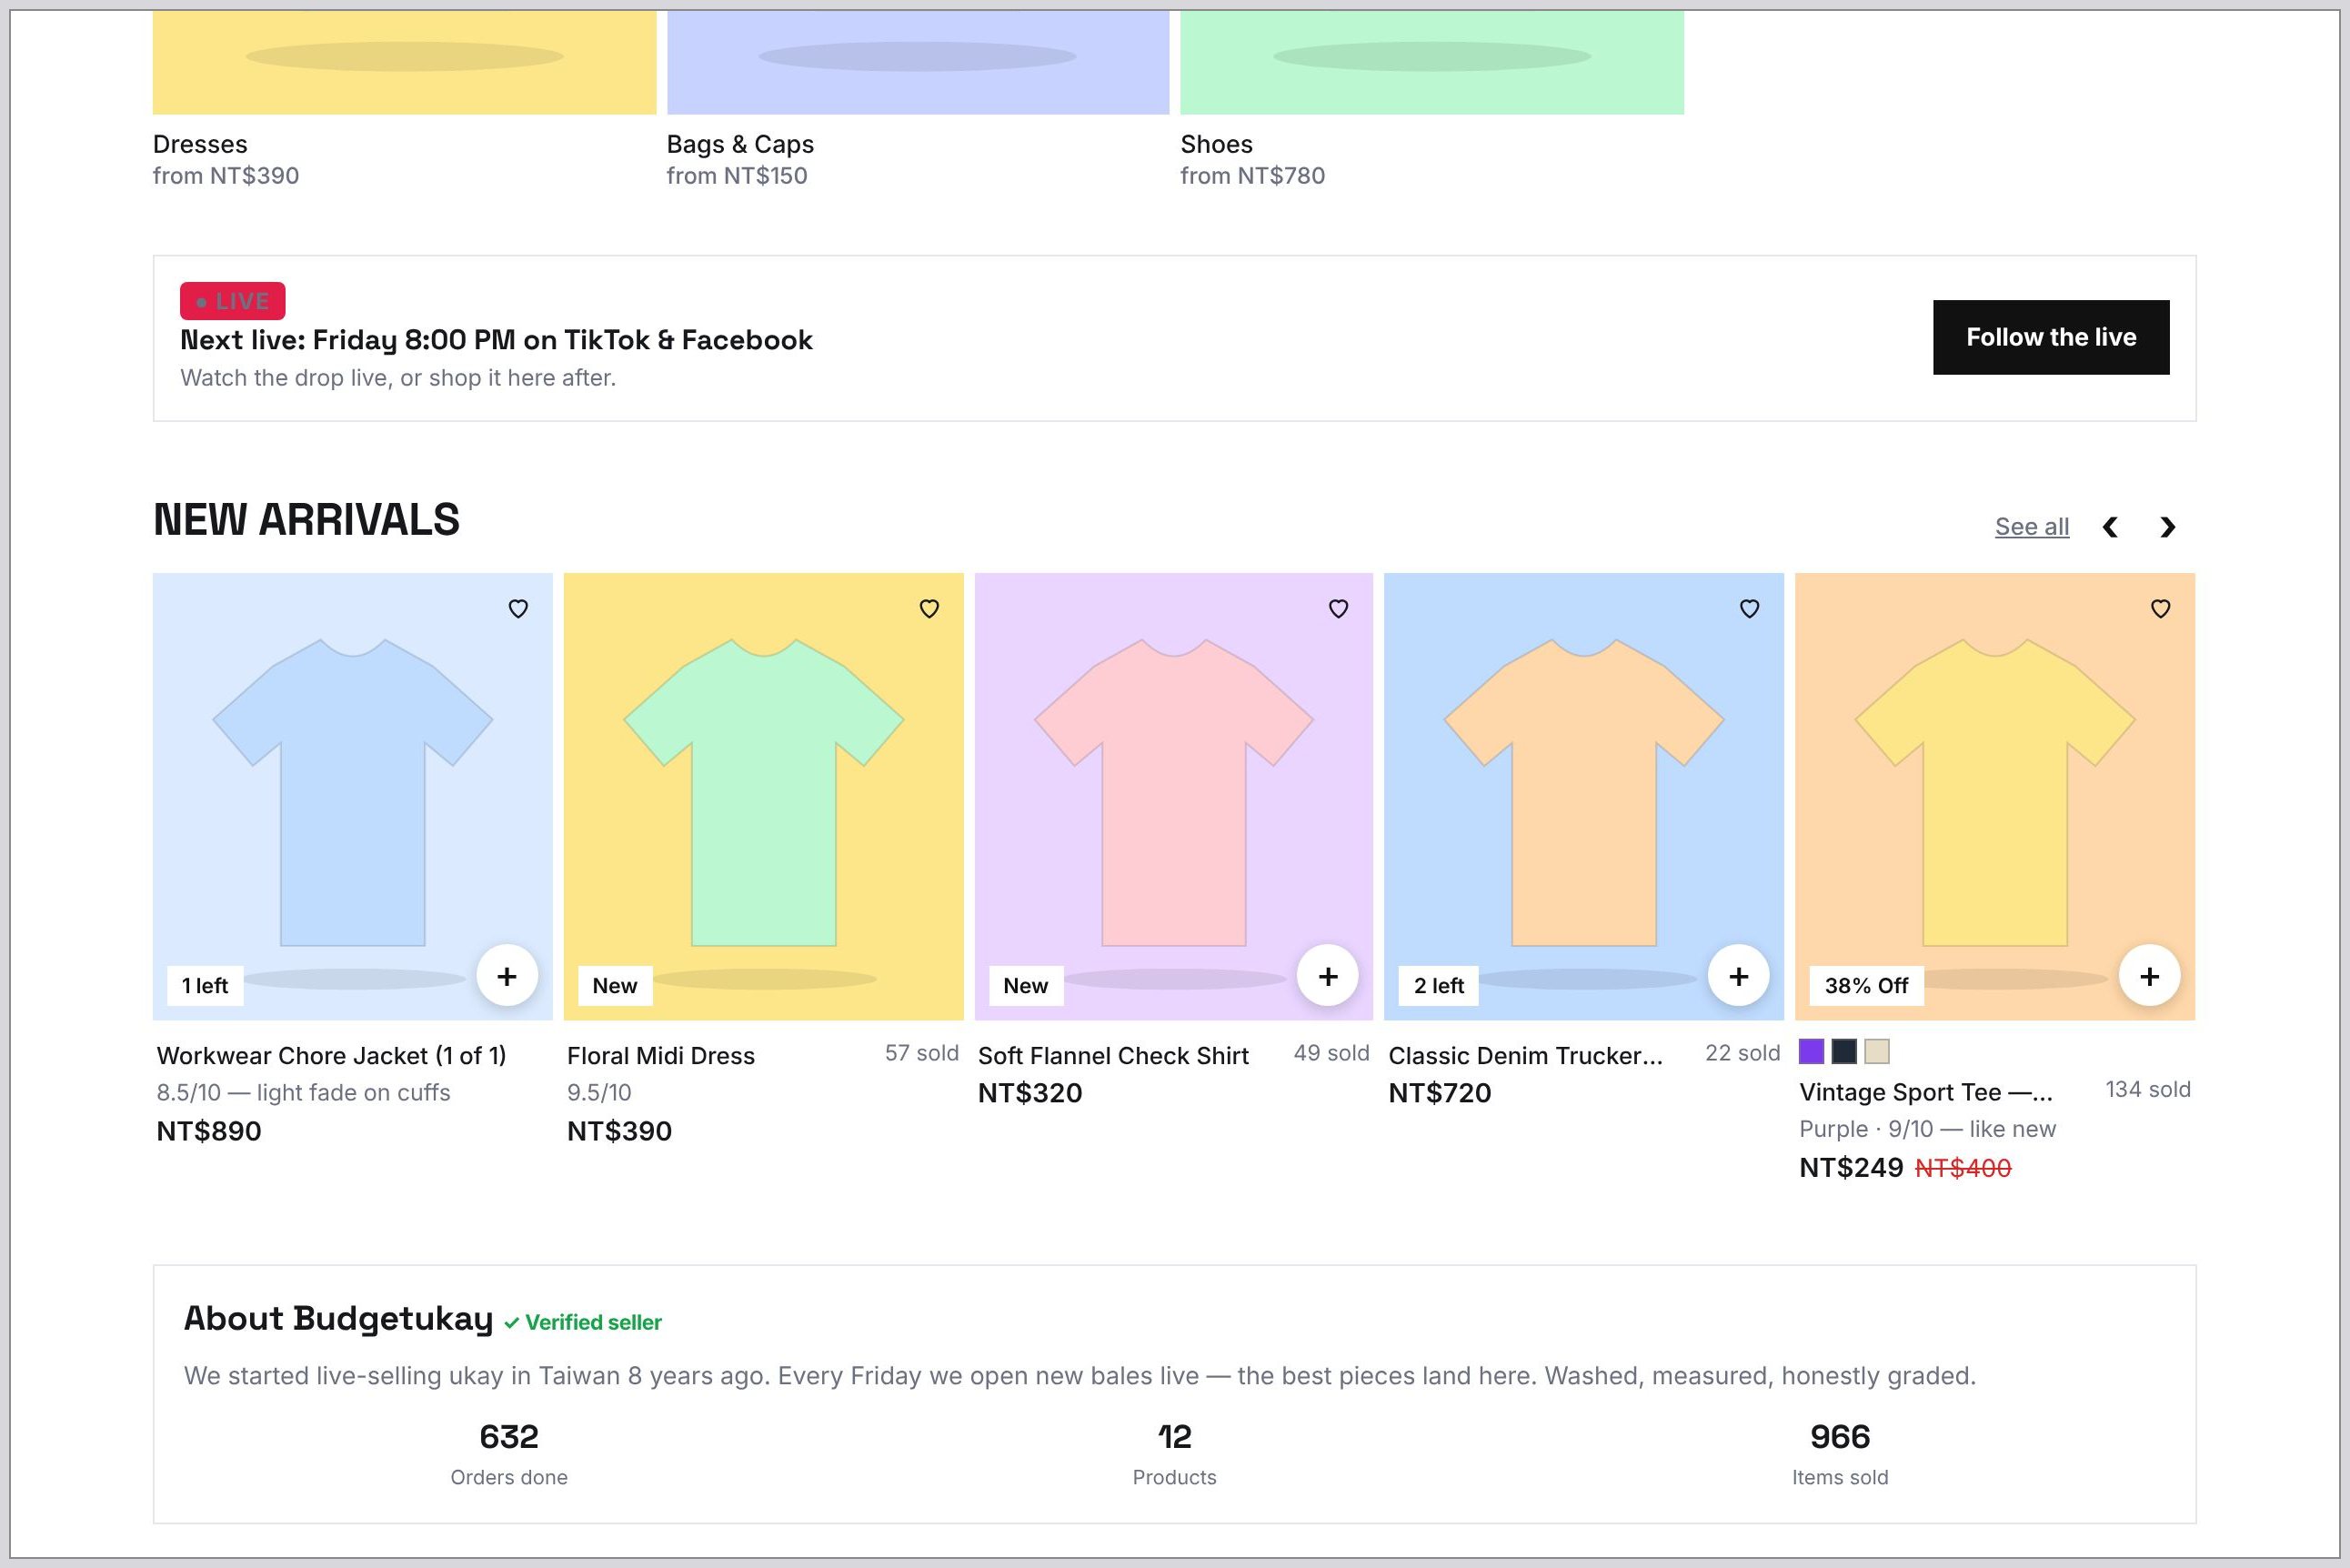 Dresses
from NT$390
Bags & Caps
from NT$150
Shoes
from NT$780
• LIVE
Next live: Friday 8:00 PM on TikTok & Facebook
Watch the drop live, or shop it here after.
Follow the live
NEW ARRIVALS
See all ‹ ›
1 left
+
New
New
+
2 left
+
38% Off
+
Workwear Chore Jacket (1 of 1)
8.5/10 — light fade on cuffs
NT$890
Floral Midi Dress 57 sold
9.5/10
NT$390
Soft Flannel Check Shirt 49 sold
NT$320
Classic Denim Trucker... 22 sold
NT$720
Vintage Sport Tee —... 134 sold
Purple · 9/10 — like new
NT$249 NT$400
About Budgetukay ✓ Verified seller
We started live-selling ukay in Taiwan 8 years ago. Every Friday we open new bales live — the best pieces land here. Washed, measured, honestly graded.
632
Orders done
12
Products
966
Items sold